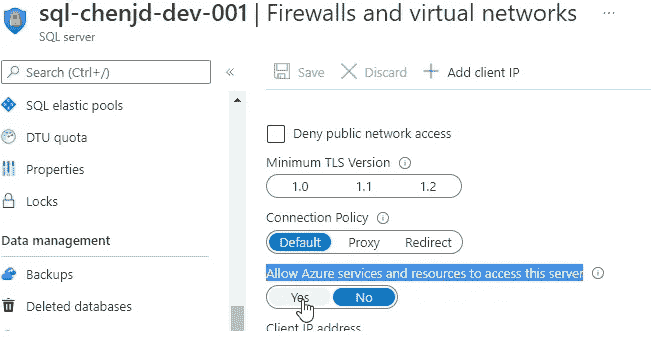 sql-chenjd-dev-001 | Firewalls and virtual networks ...
SQL server
Search (Ctrl+/)
«
Save
Discard
Add client IP
SQL elastic pools
DTU quota
Properties
Locks
Data management
Backups
Deleted databases
Deny public network access
Minimum TLS Version
1.0 1.1 1.2
Connection Policy
Default Proxy Redirect
Allow Azure services and resources to access this server
Yes No
Client IP address